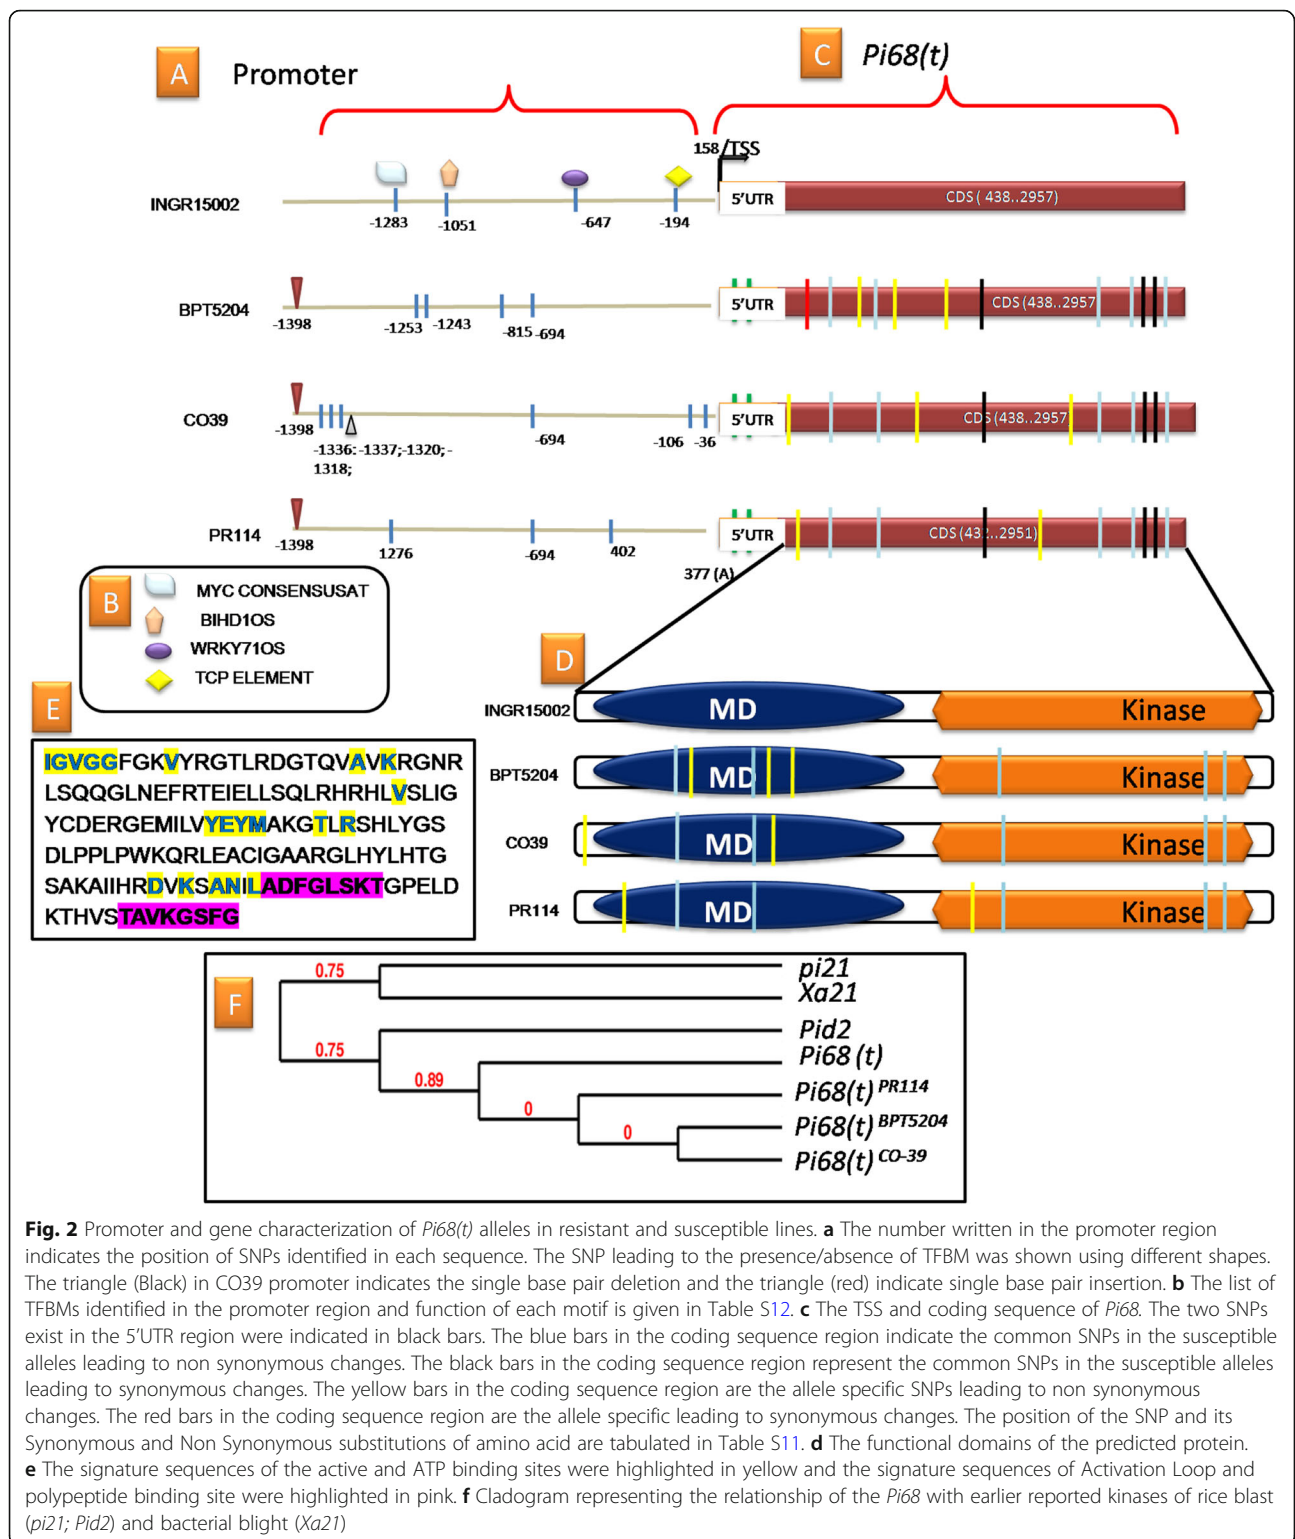 A Promoter
C Pi68(t)
158/TSS
INGR15002
-1283
-1051
-647
-194
5'UTR
CDS ( 438..2957)
BPT5204
-1398
-1253
-1243
-815
-694
5'UTR
CDS (438..2957
CO39
-1398
-1336: -1337;-1320; -
1318;
-694
-106
-36
5'UTR
CDS (438..2957
PR114
-1398
1276
-694
402
5'UTR
377 (A)
B
MYC CONSENSUSAT
BIHD1OS
WRKY71OS
TCP ELEMENT
D
INGR15002 MD Kinase
BPT5204 MD Kinase
CO39 MD Kinase
PR114 MD Kinase
E
IGVGGFGKVYRGTLRDGTQVAVKRGNR
LSQQGLNEFRTEIELLSQLRHRHLVSLIG
YCDERGEMILVYEYMAKGTLRSHLYGS
DLPPLPWKQRLEACIGAARGLHYLHTG
SAKAIIHRDVKSANILADFGLSKTGPELD
KTHVSTAVKGSFG
F
0.75
pi21
Xa21
0.75
Pid2
0.89
Pi68(t)
0
Pi68(t) PR114
0
Pi68(t) BPT5204
Pi68(t) CO-39
Fig. 2 Promoter and gene characterization of Pi68(t) alleles in resistant and susceptible lines. a The number written in the promoter region
indicates the position of SNPs identified in each sequence. The SNP leading to the presence/absence of TFBM was shown using different shapes.
The triangle (Black) in CO39 promoter indicates the single base pair deletion and the triangle (red) indicate single base pair insertion. b The list of
TFBMs identified in the promoter region and function of each motif is given in Table S12. c The TSS and coding sequence of Pi68. The two SNPs
exist in the 5'UTR region were indicated in black bars. The blue bars in the coding sequence region indicate the common SNPs in the susceptible
alleles leading to non synonymous changes. The black bars in the coding sequence region represent the common SNPs in the susceptible alleles
leading to synonymous changes. The yellow bars in the coding sequence region are the allele specific SNPs leading to non synonymous
changes. The red bars in the coding sequence region are the allele specific leading to synonymous changes. The position of the SNP and its
Synonymous and Non Synonymous substitutions of amino acid are tabulated in Table S11. d The functional domains of the predicted protein.
e The signature sequences of the active and ATP binding sites were highlighted in yellow and the signature sequences of Activation Loop and
polypeptide binding site were highlighted in pink. f Cladogram representing the relationship of the Pi68 with earlier reported kinases of rice blast
(pi21; Pid2) and bacterial blight (Xa21)